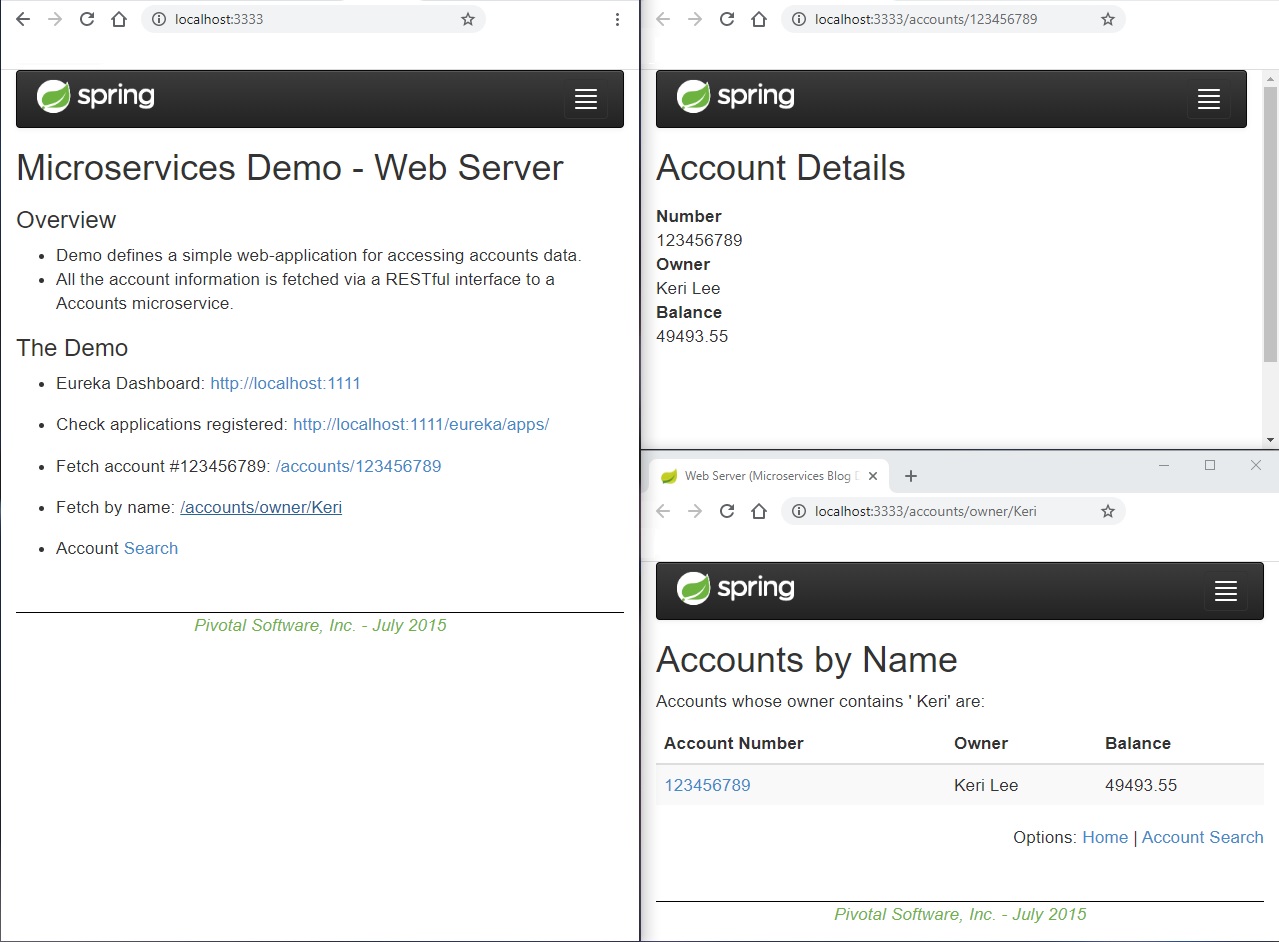 localhost:3333
spring
Microservices Demo - Web Server
Overview
• Demo defines a simple web-application for accessing accounts data.
• All the account information is fetched via a RESTful interface to a
Accounts microservice.
The Demo
• Eureka Dashboard: http://localhost:1111
• Check applications registered: http://localhost:1111/eureka/apps/
• Fetch account #123456789: /accounts/123456789
• Fetch by name: /accounts/owner/Keri
• Account Search
Pivotal Software, Inc. - July 2015
localhost:3333/accounts/123456789
spring
Account Details
Number
123456789
Owner
Keri Lee
Balance
49493.55
Web Server (Microservices Blog
localhost:3333/accounts/owner/Keri
spring
Accounts by Name
Accounts whose owner contains ' Keri' are:
Account Number Owner Balance
123456789 Keri Lee 49493.55
Options: Home | Account Search
Pivotal Software, Inc. - July 2015